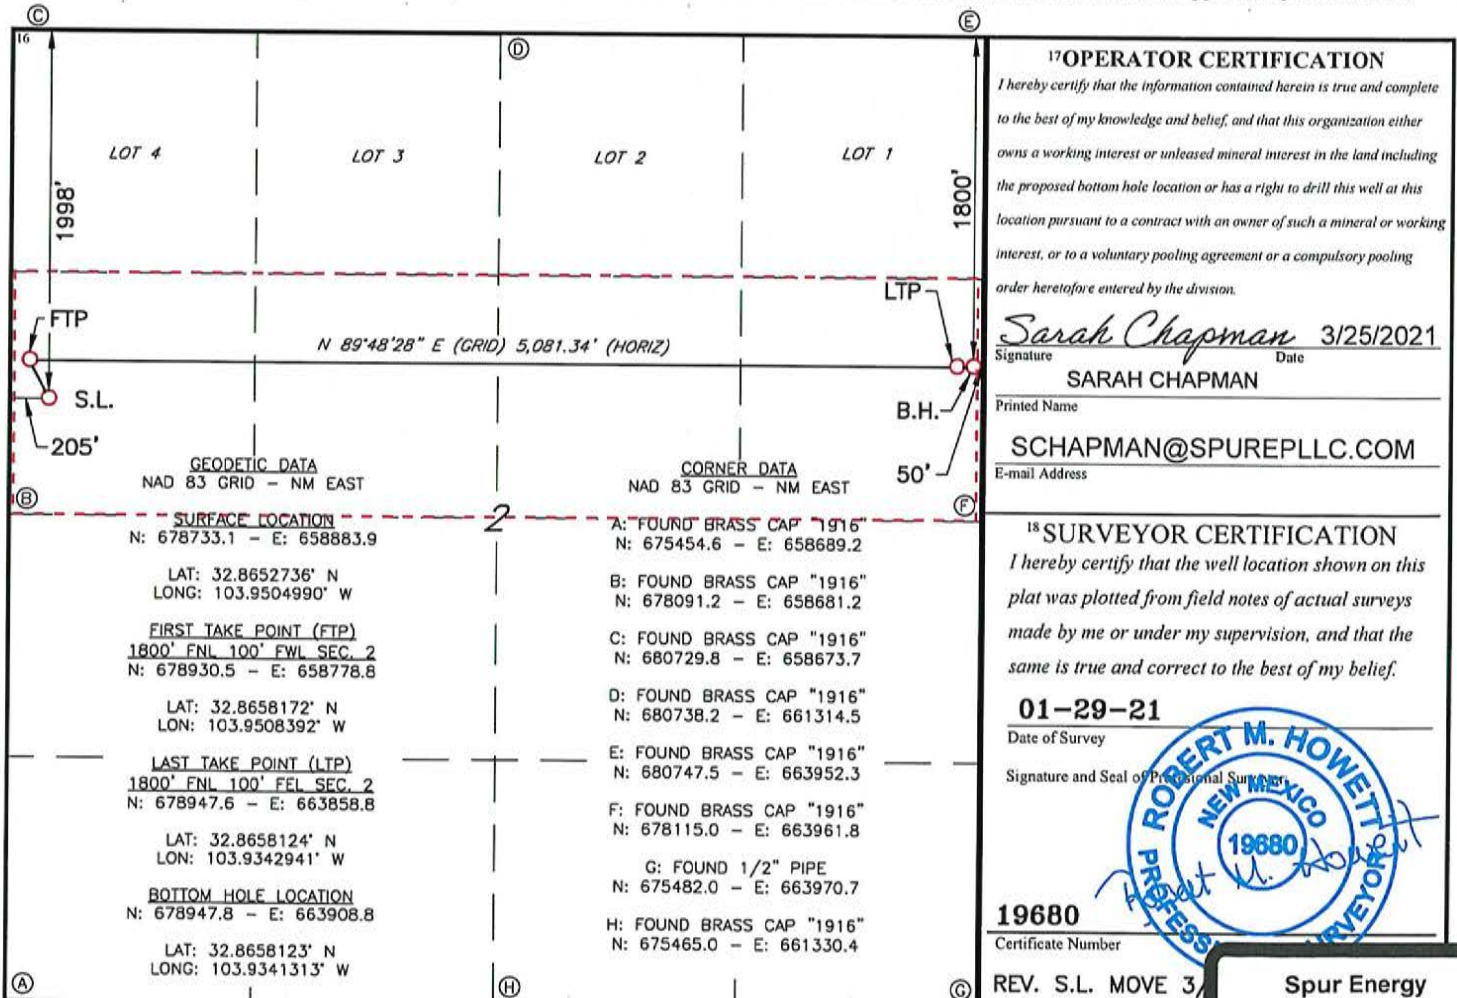 C
E
16
D
LOT 4
LOT 3
LOT 2
LOT 1
1998'
1800'
FTP
LTP
N 89°48'28" E (GRID) 5,081.34' (HORIZ)
S.L.
B.H.
205'
50'
B
F
2
GEODETIC DATA
NAD 83 GRID - NM EAST
SURFACE LOCATION
N: 678733.1 - E: 658883.9
LAT: 32.8652736° N
LONG: 103.9504990° W
FIRST TAKE POINT (FTP)
1800' FNL 100' FWL SEC. 2
N: 678930.5 - E: 658778.8
LAT: 32.8658172° N
LON: 103.9508392° W
LAST TAKE POINT (LTP)
1800' FNL 100' FEL SEC. 2
N: 678947.6 - E: 663858.8
LAT: 32.8658124° N
LON: 103.9342941° W
BOTTOM HOLE LOCATION
N: 678947.8 - E: 663908.8
LAT: 32.8658123° N
LONG: 103.9341313° W
CORNER DATA
NAD 83 GRID - NM EAST
A: FOUND BRASS CAP "1916"
N: 675454.6 - E: 658689.2
B: FOUND BRASS CAP "1916"
N: 678091.2 - E: 658681.2
C: FOUND BRASS CAP "1916"
N: 680729.8 - E: 658673.7
D: FOUND BRASS CAP "1916"
N: 680738.2 - E: 661314.5
E: FOUND BRASS CAP "1916"
N: 680747.5 - E: 663952.3
F: FOUND BRASS CAP "1916"
N: 678115.0 - E: 663961.8
G: FOUND 1/2" PIPE
N: 675482.0 - E: 663970.7
H: FOUND BRASS CAP "1916"
N: 675465.0 - E: 661330.4
A
H
G
17 OPERATOR CERTIFICATION
I hereby certify that the information contained herein is true and complete
to the best of my knowledge and belief, and that this organization either
owns a working interest or unleased mineral interest in the land including
the proposed bottom hole location or has a right to drill this well at this
location pursuant to a contract with an owner of such a mineral or working
interest, or to a voluntary pooling agreement or a compulsory pooling
order heretofore entered by the division.
Sarah Chapman 3/25/2021
Signature Date
SARAH CHAPMAN
Printed Name
SCHAPMAN@SPUREPLLC.COM
E-mail Address
18 SURVEYOR CERTIFICATION
I hereby certify that the well location shown on this
plat was plotted from field notes of actual surveys
made by me or under my supervision, and that the
same is true and correct to the best of my belief.
01-29-21
Date of Survey
Signature and Seal of Professional Surveyor:
ROBERT M. HOWETT
NEW MEXICO
19680
PROFESS SURVEYOR
Robert M. Howett
19680
Certificate Number
REV. S.L. MOVE 3/
Spur Energy